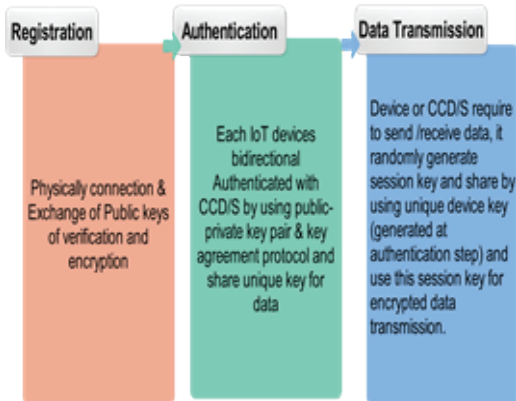 Registration
Authentication
Data Transmission
Physically connection &
Exchange of Public keys
of verification and
encryption
Each IoT devices
bidirectional
Authenticated with
CCD/S by using public-
private key pair & key
agreement protocol and
share unique key for
data
Device or CCD/S require
to send /receive data, it
randomly generate
session key and share by
using unique device key
(generated at
authentication step) and
use this session key for
encrypted data
transmission.